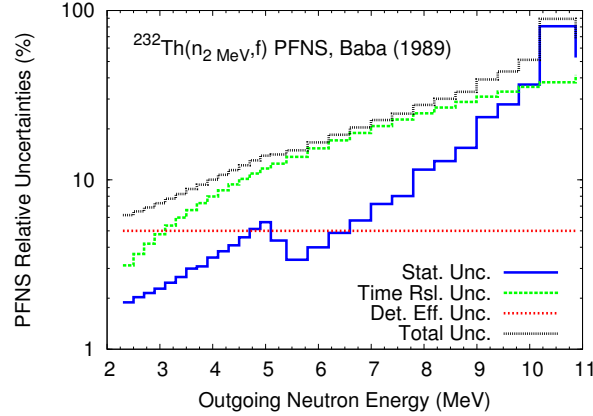 100
10
1
PFNS Relative Uncertainties (%)
²³²Th(n₂ MeV,f) PFNS, Baba (1989)
Stat. Unc.
Time Rsl. Unc.
Det. Eff. Unc.
Total Unc.
2 3 4 5 6 7 8 9 10 11
Outgoing Neutron Energy (MeV)